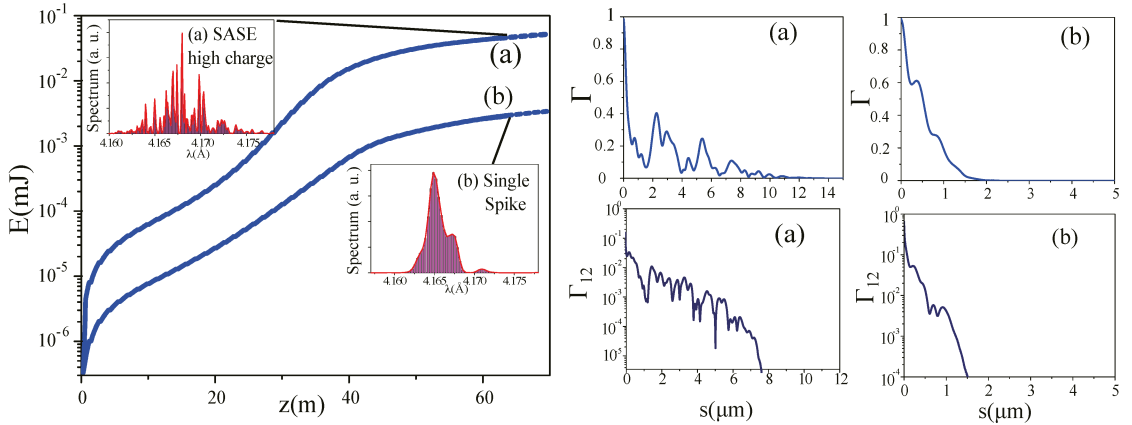 E(mJ)
10⁻¹
10⁻²
10⁻³
10⁻⁴
10⁻⁵
10⁻⁶
0
20
40
60
z(m)
(a)
(b)
Spectrum (a. u.)
(a) SASE
high charge
4.160 4.165 4.170 4.175
λ(Å)
Spectrum (a. u.)
(b) Single
Spike
4.160 4.165 4.170 4.175
λ(Å)
Γ
1
0.8
0.6
0.4
0.2
0
0 2 4 6 8 10 12 14
(a)
Γ
1
0.8
0.6
0.4
0.2
0
0 1 2 3 4 5
(b)
Γ₁₂
10⁰
10⁻¹
10⁻²
10⁻³
10⁻⁴
10⁻⁵
0 2 4 6 8 10 12
s(μm)
(a)
Γ₁₂
10⁰
10⁻¹
10⁻²
10⁻³
10⁻⁴
0 1 2 3 4 5
s(μm)
(b)